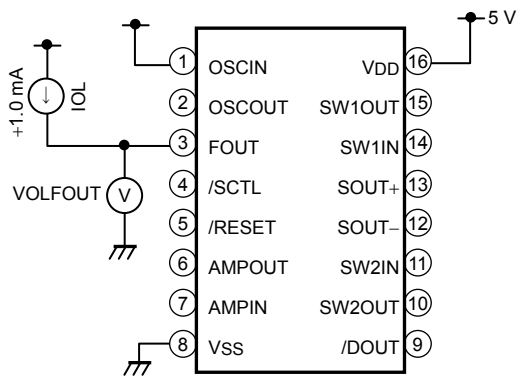 5 V
+1.0 mA
IOL
VOLFOUT
V
1 OSCIN
2 OSCOUT
3 FOUT
4 /SCTL
5 /RESET
6 AMPOUT
7 AMPIN
8 VSS
VDD 16
SW1OUT 15
SW1IN 14
SOUT+ 13
SOUT− 12
SW2IN 11
SW2OUT 10
/DOUT 9